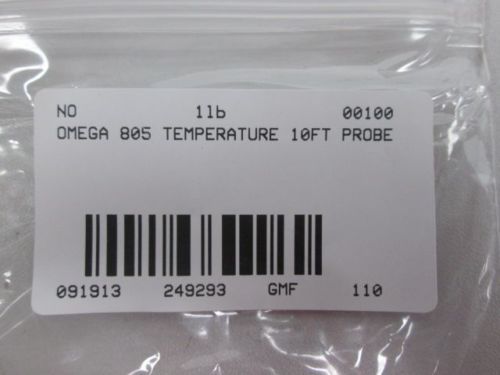 NO 1lb 00100
OMEGA 805 TEMPERATURE 10FT PROBE
091913 249293 GMF 110